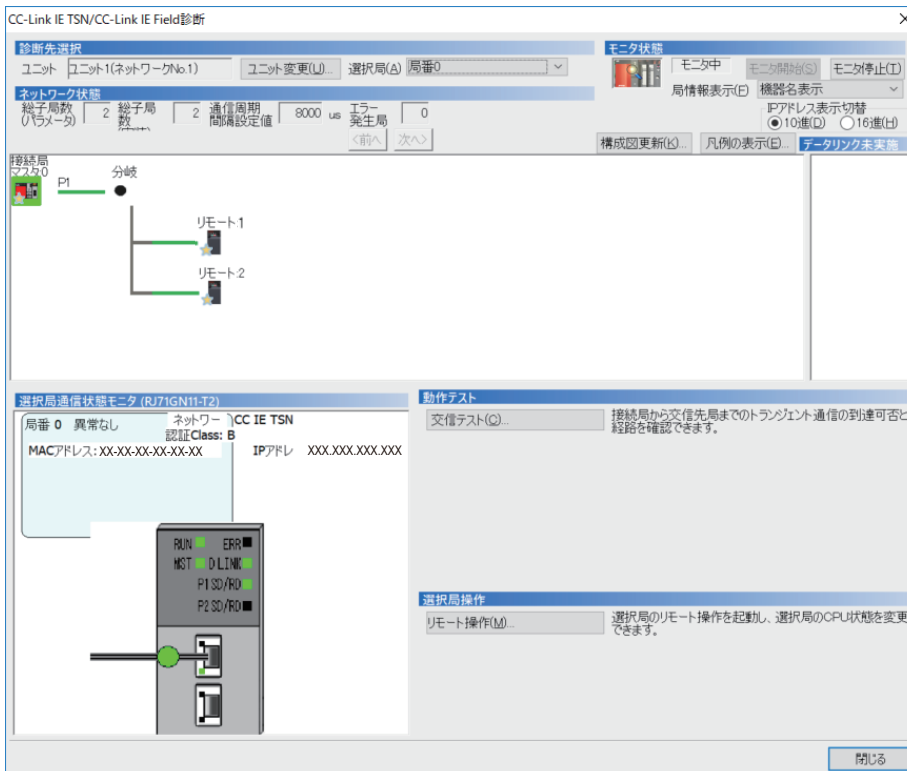 CC-Link IE TSN/CC-Link IE Field診断
診断先選択
ユニット ユニット1(ネットワークNo.1) ユニット変更(U)... 選択局(A) 局番0
モニタ状態
モニタ中 モニタ開始(S) モニタ停止(T)
局情報表示(F) 機器名表示
IPアドレス表示切替
10進(D) 16進(H)
ネットワーク状態
総子局数
(パラメータ) 2 総子局
数 2 通信周期
間隔設定値 8000 us エラー
発生局 0
<前へ 次へ>
構成図更新(K)... 凡例の表示(E)... データリンク未実施
接続局
マスタ0
P1 分岐
リモート:1
リモート:2
選択局通信状態モニタ (RJ71GN11-T2)
局番 0 異常なし ネットワー CC IE TSN
認証Class: B
MACアドレス: XX-XX-XX-XX-XX-XX IPアドレ XXX.XXX.XXX.XXX
RUN ERR
MST D LINK
P1 SD/RD
P2 SD/RD
動作テスト
交信テスト(C)... 接続局から交信先局までのトランジェント通信の到達可否と
経路を確認できます。
選択局操作
リモート操作(M)... 選択局のリモート操作を起動し、選択局のCPU状態を変更
できます。
閉じる